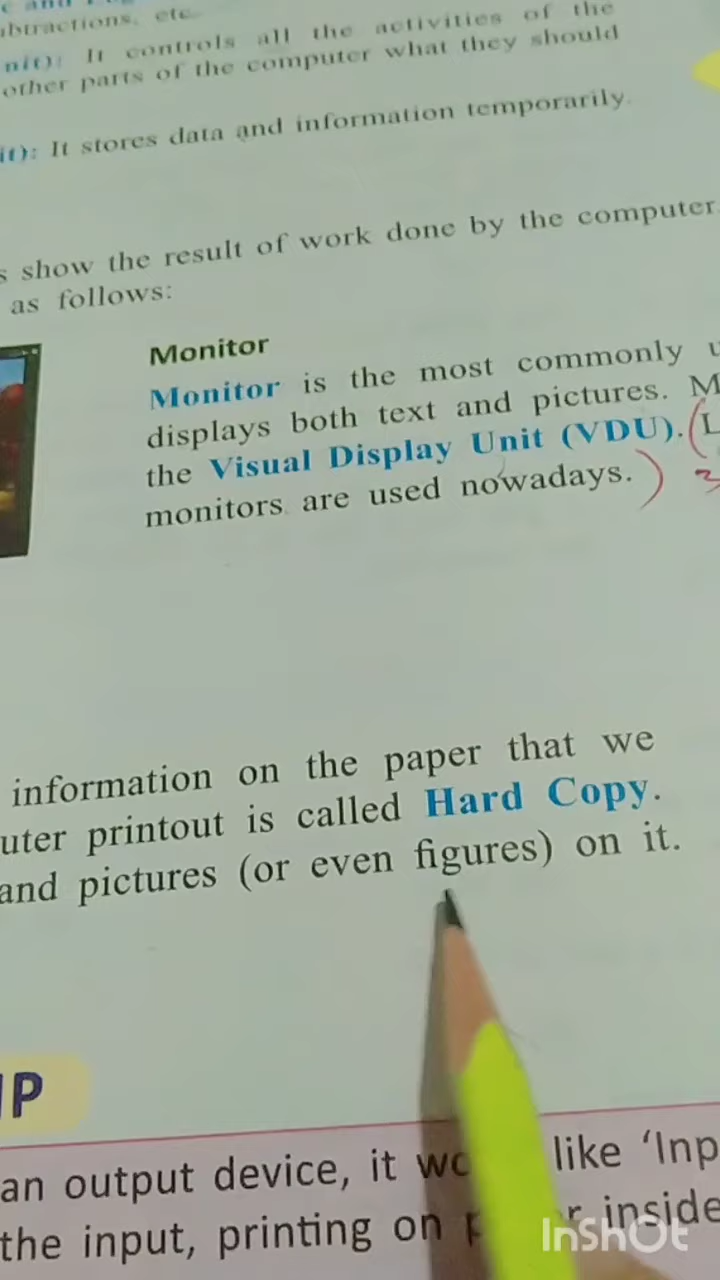 btractions, etc.
nit): It controls all the activities of the
other parts of the computer what they should
it): It stores data and information temporarily.
s show the result of work done by the computer.
as follows:
Monitor
Monitor is the most commonly u
displays both text and pictures. M
the Visual Display Unit (VDU). (L
monitors are used nowadays. )
information on the paper that we
uter printout is called Hard Copy.
and pictures (or even figures) on it.
IP
an output device, it like ‘Inp
the input, printing on inside
InShOt